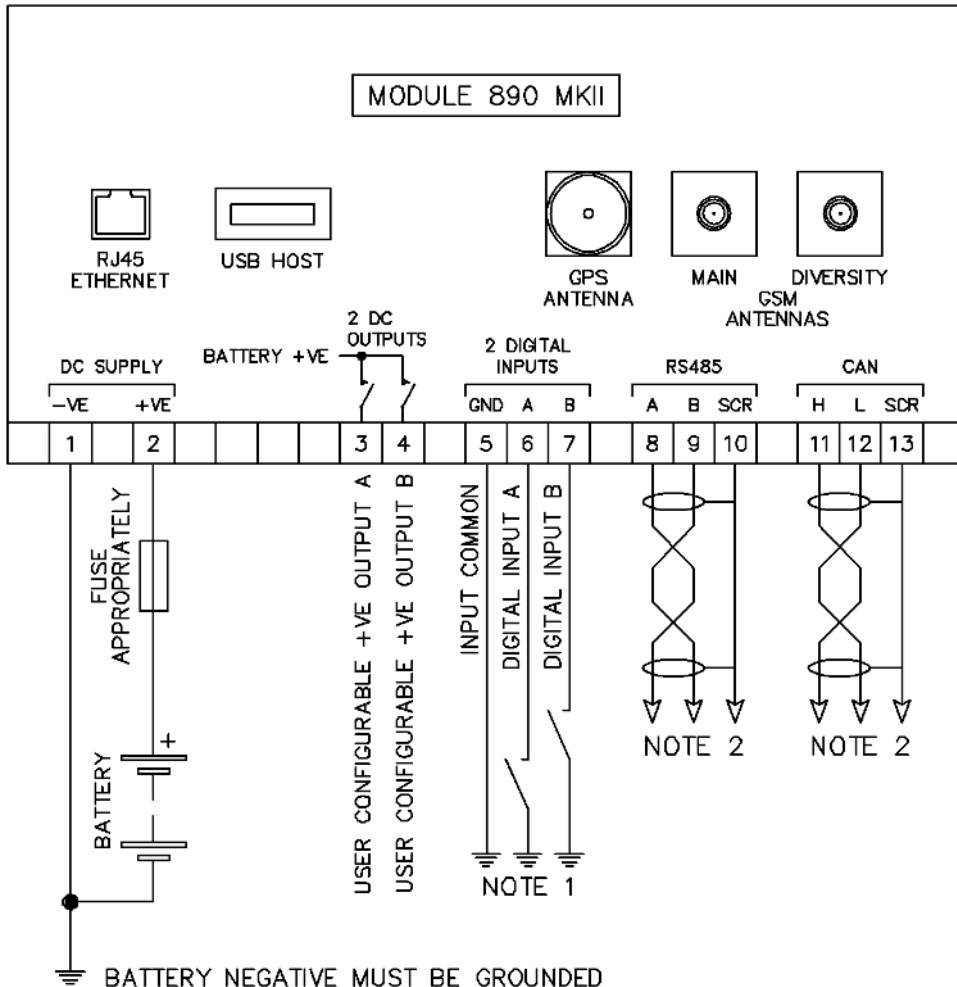 MODULE 890 MKII
RJ45
ETHERNET
USB HOST
GPS
ANTENNA
MAIN
DIVERSITY
GSM
ANTENNAS
2 DC
OUTPUTS
BATTERY +VE
DC SUPPLY
-VE
+VE
2 DIGITAL
INPUTS
GND
A
B
RS485
A
B
SCR
CAN
H
L
SCR
1
2
3
4
5
6
7
8
9
10
11
12
13
FUSE
APPROPRIATELY
BATTERY
+
USER CONFIGURABLE +VE OUTPUT A
USER CONFIGURABLE +VE OUTPUT B
INPUT COMMON
DIGITAL INPUT A
DIGITAL INPUT B
NOTE 1
NOTE 2
NOTE 2
BATTERY NEGATIVE MUST BE GROUNDED